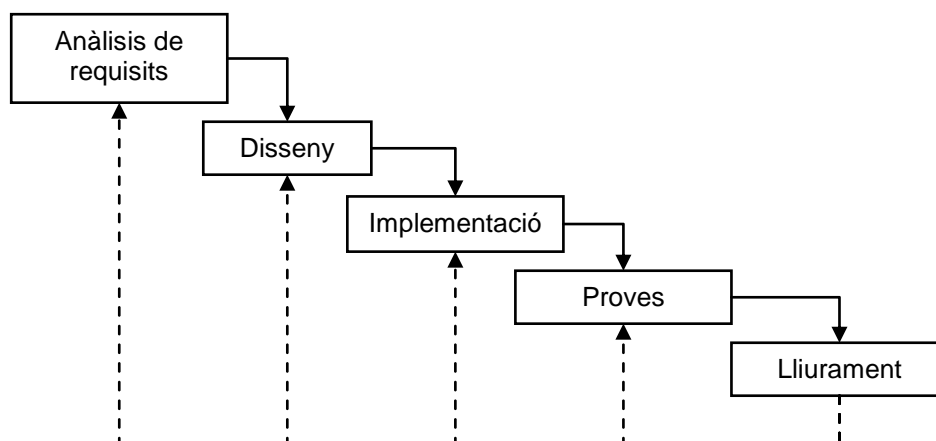 Anàlisis de
requisits
Disseny
Implementació
Proves
Lliurament